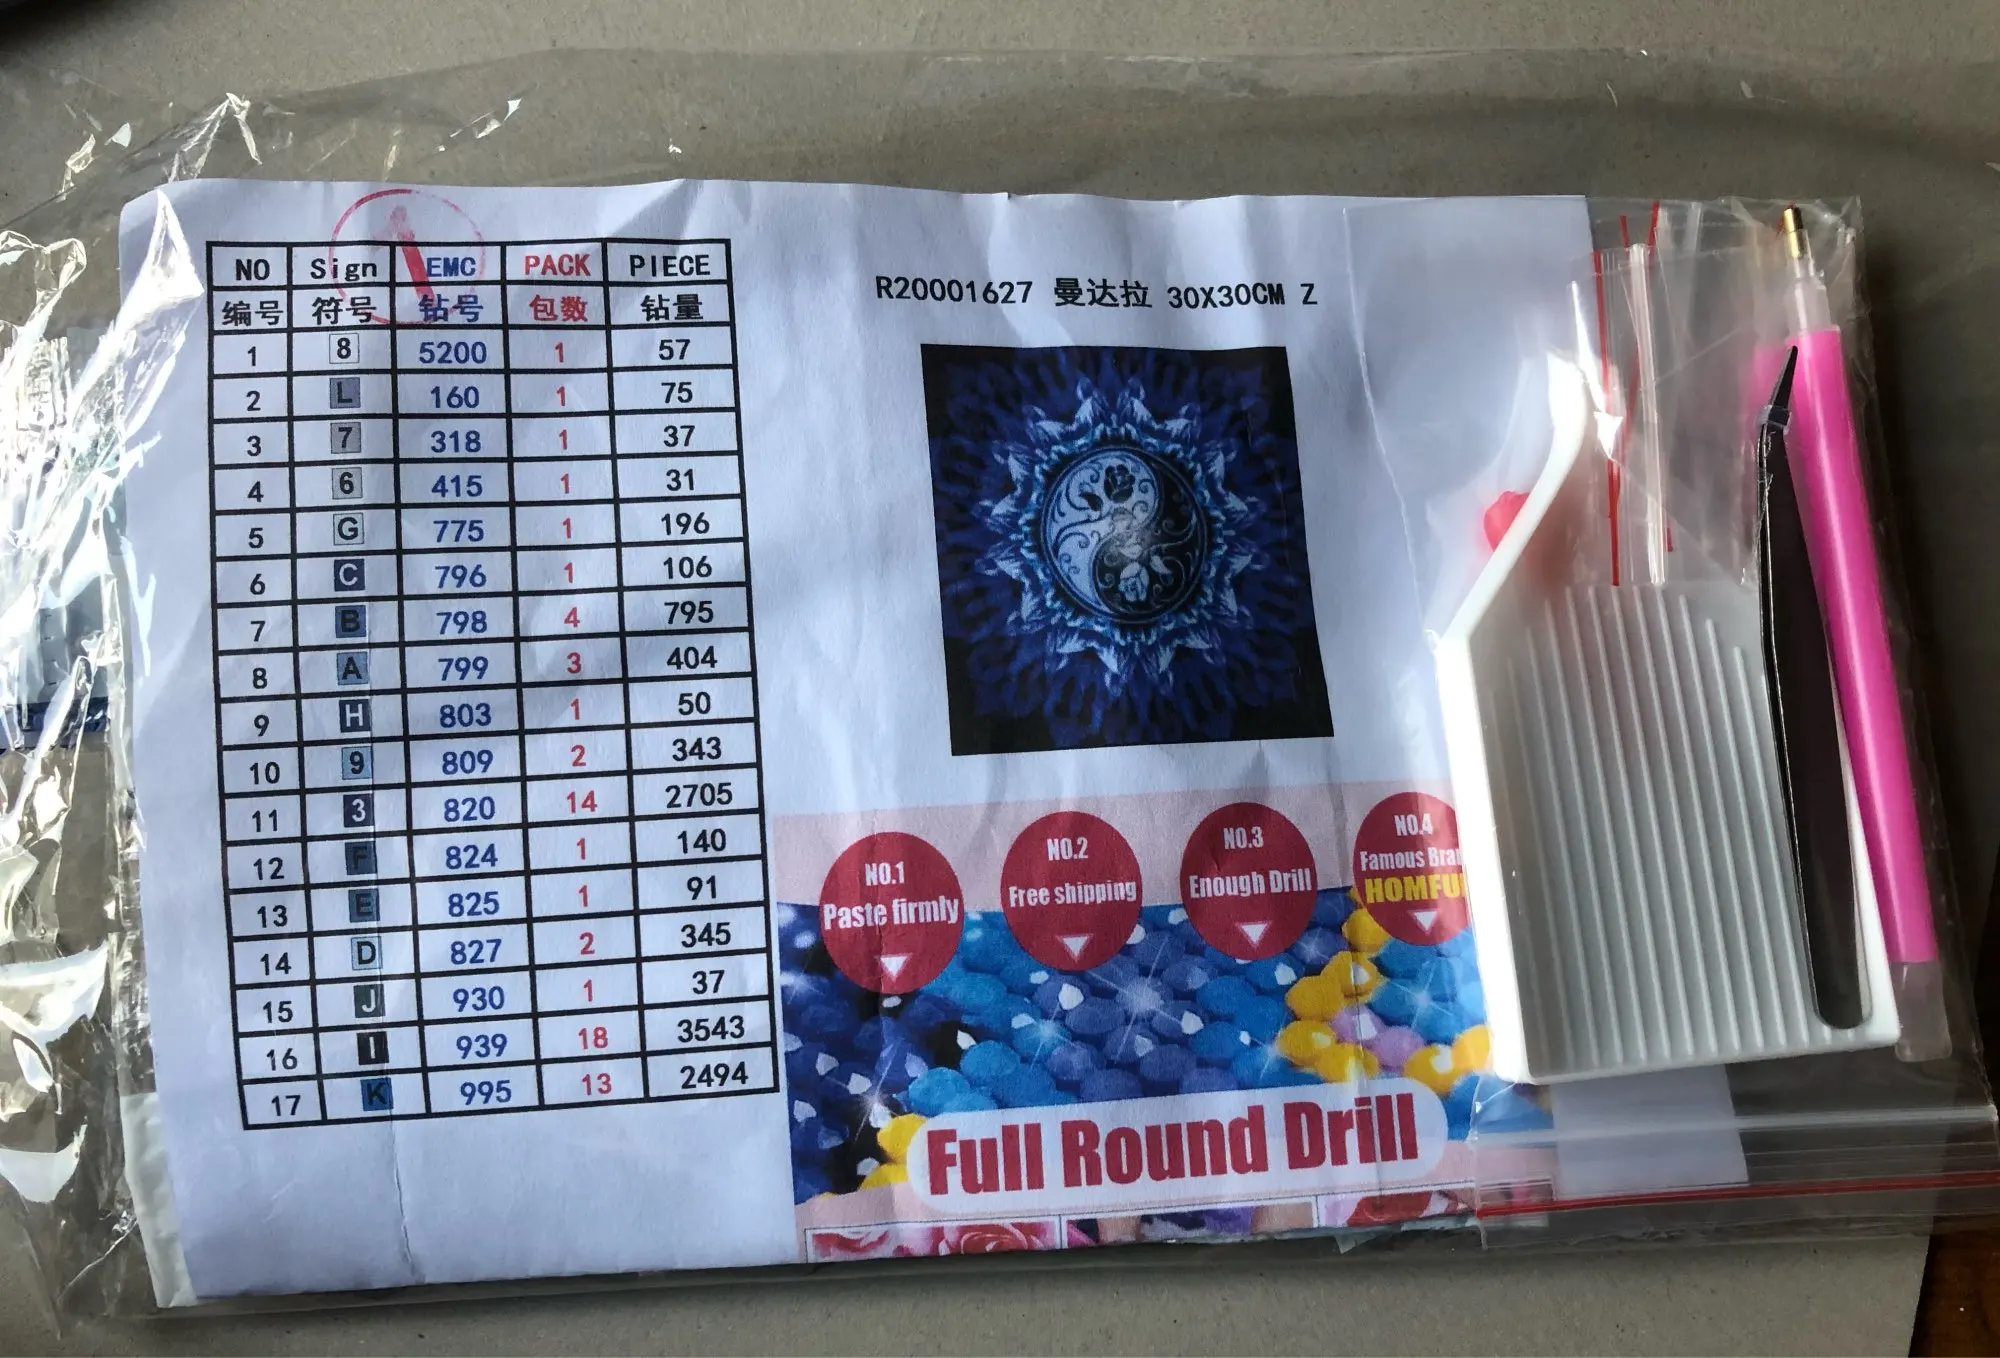 NO Sign EMC PACK PIECE
编号 符号 钻号 包数 钻量
1 8 5200 1 57
2 L 160 1 75
3 7 318 1 37
4 6 415 1 31
5 G 775 1 196
6 C 796 1 106
7 B 798 4 795
8 A 799 3 404
9 H 803 1 50
10 9 809 2 343
11 3 820 14 2705
12 F 824 1 140
13 E 825 1 91
14 D 827 2 345
15 J 930 1 37
16 I 939 18 3543
17 K 995 13 2494
R20001627 曼达拉 30X30CM Z
NO.1
Paste firmly
NO.2
Free shipping
NO.3
Enough Drill
NO.4
Famous
HOMFU
Full Round Drill